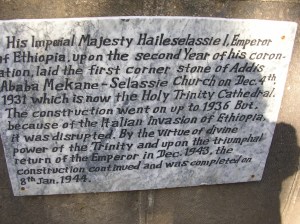 His Imperial Majesty Haileselassie I, Emperor
of Ethiopia, upon the second Year of his coron-
ation, laid the first corner stone of Addis
Ababa Mekane-Selassie Church on Dec. 4th
1931 which is now the Holy Trinity Cathedral.
The construction went on up to 1936 But.
because of the Italian Invasion of Ethiopia,
it was disrupted. By the virtue of divine
power of the Trinity and upon the triumphal
return of the Emperor in Dec. 1943, the
construction continued and was completed on
8th Jan. 1944.